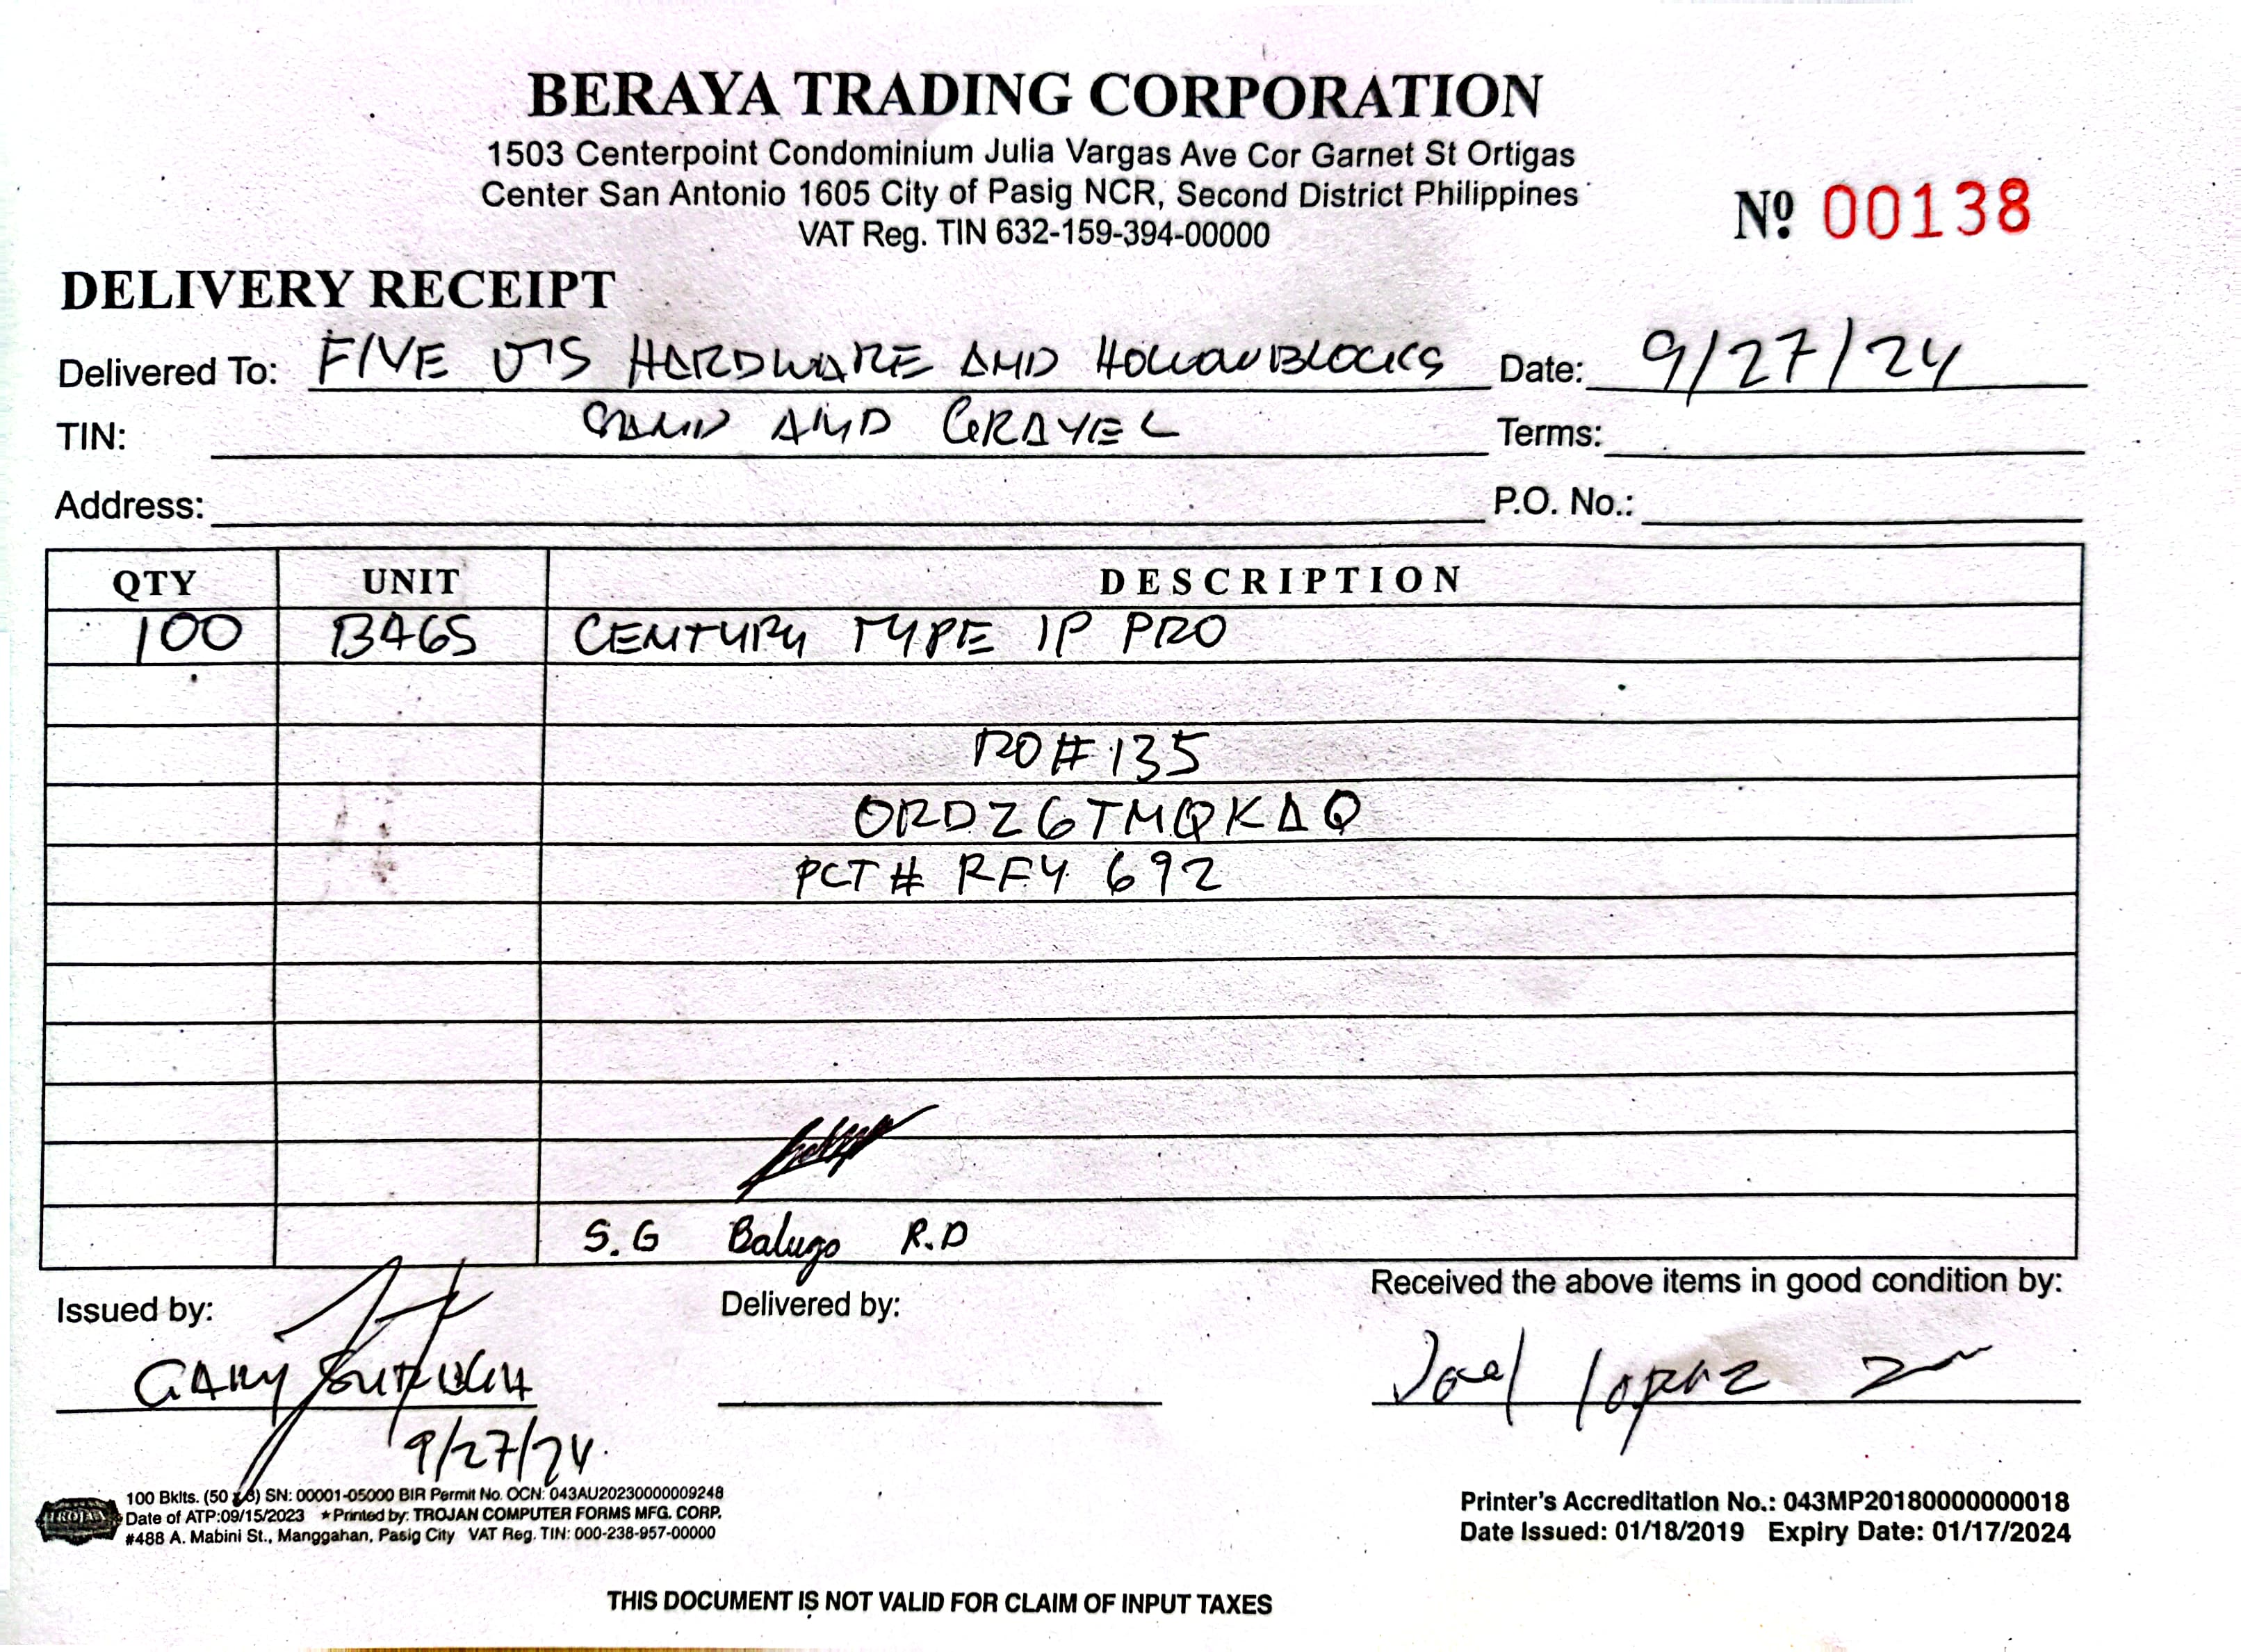 BERAYA TRADING CORPORATION
1503 Centerpoint Condominium Julia Vargas Ave Cor Garnet St Ortigas
Center San Antonio 1605 City of Pasig NCR, Second District Philippines
VAT Reg. TIN 632-159-394-00000
Nº 00138
DELIVERY RECEIPT
Delivered To: FIVE J'S HARDWARE AND HOLLOWBLOCKS Date: 9/27/24
TIN: SAND AND GRAVEL Terms:
Address: P.O. No.:
QTY UNIT DESCRIPTION
100 BAGS CENTURY TYPE 1P PRO
RO# 135
ORDZ6TMQKAQ
PCT# RFY 692
S.G Balugo R.D
Issued by: Delivered by: Received the above items in good condition by:
GARY
Joel Lopez
9/27/24
100 Bklts. (50 x 3) SN: 00001-05000 BIR Permit No. OCN: 043AU20230000009248
Date of ATP:09/15/2023 ★Printed by: TROJAN COMPUTER FORMS MFG. CORP.
#488 A. Mabini St., Manggahan, Pasig City VAT Reg. TIN: 000-238-957-00000
TROJAN
Printer's Accreditation No.: 043MP20180000000018
Date Issued: 01/18/2019 Expiry Date: 01/17/2024
THIS DOCUMENT IS NOT VALID FOR CLAIM OF INPUT TAXES